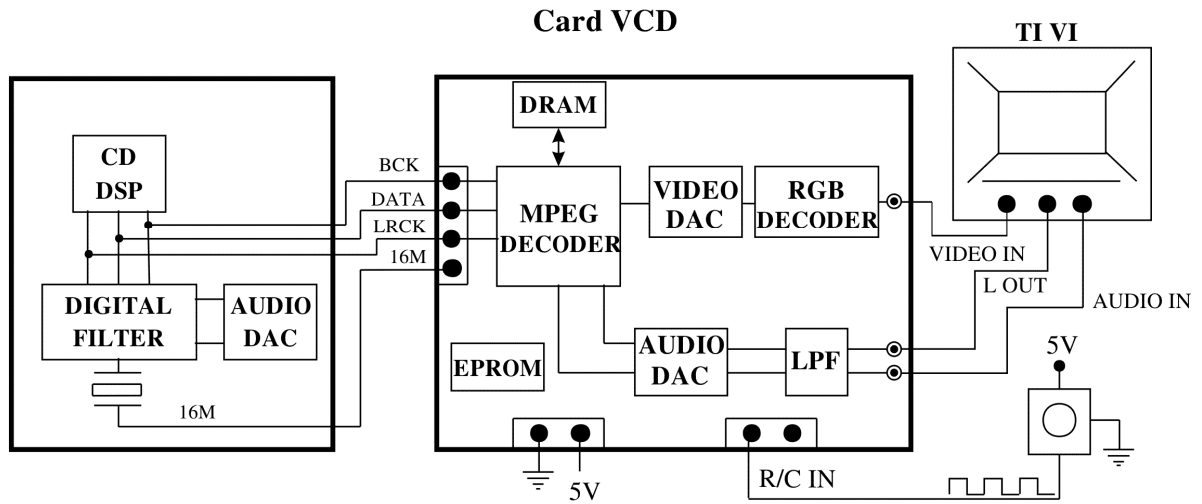 Card VCD
TI VI
DRAM
CD
DSP
BCK
DATA
LRCK
16M
MPEG
DECODER
VIDEO
DAC
RGB
DECODER
VIDEO IN
L OUT
AUDIO IN
DIGITAL
FILTER
AUDIO
DAC
16M
EPROM
AUDIO
DAC
LPF
5V
5V
R/C IN